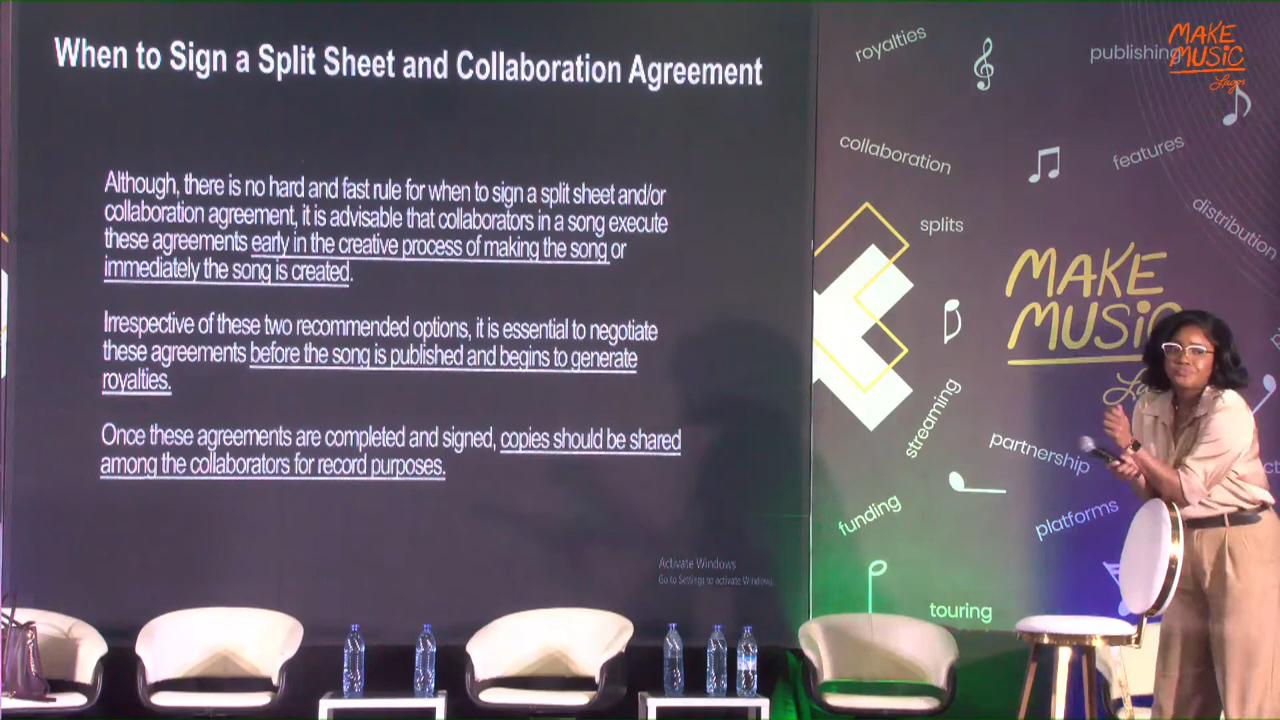 When to Sign a Split Sheet and Collaboration Agreement
Although, there is no hard and fast rule for when to sign a split sheet and/or
collaboration agreement, it is advisable that collaborators in a song execute
these agreements early in the creative process of making the song or
immediately the song is created.
Irrespective of these two recommended options, it is essential to negotiate
these agreements before the song is published and begins to generate
royalties.
Once these agreements are completed and signed, copies should be shared
among the collaborators for record purposes.
Activate Windows
Go to Settings to activate Windows.
royalties
publishing
MAKE
MUSIC
Lagos
collaboration
features
splits
distribution
MAKE
MUSIC
streaming
partnership
funding
platforms
touring